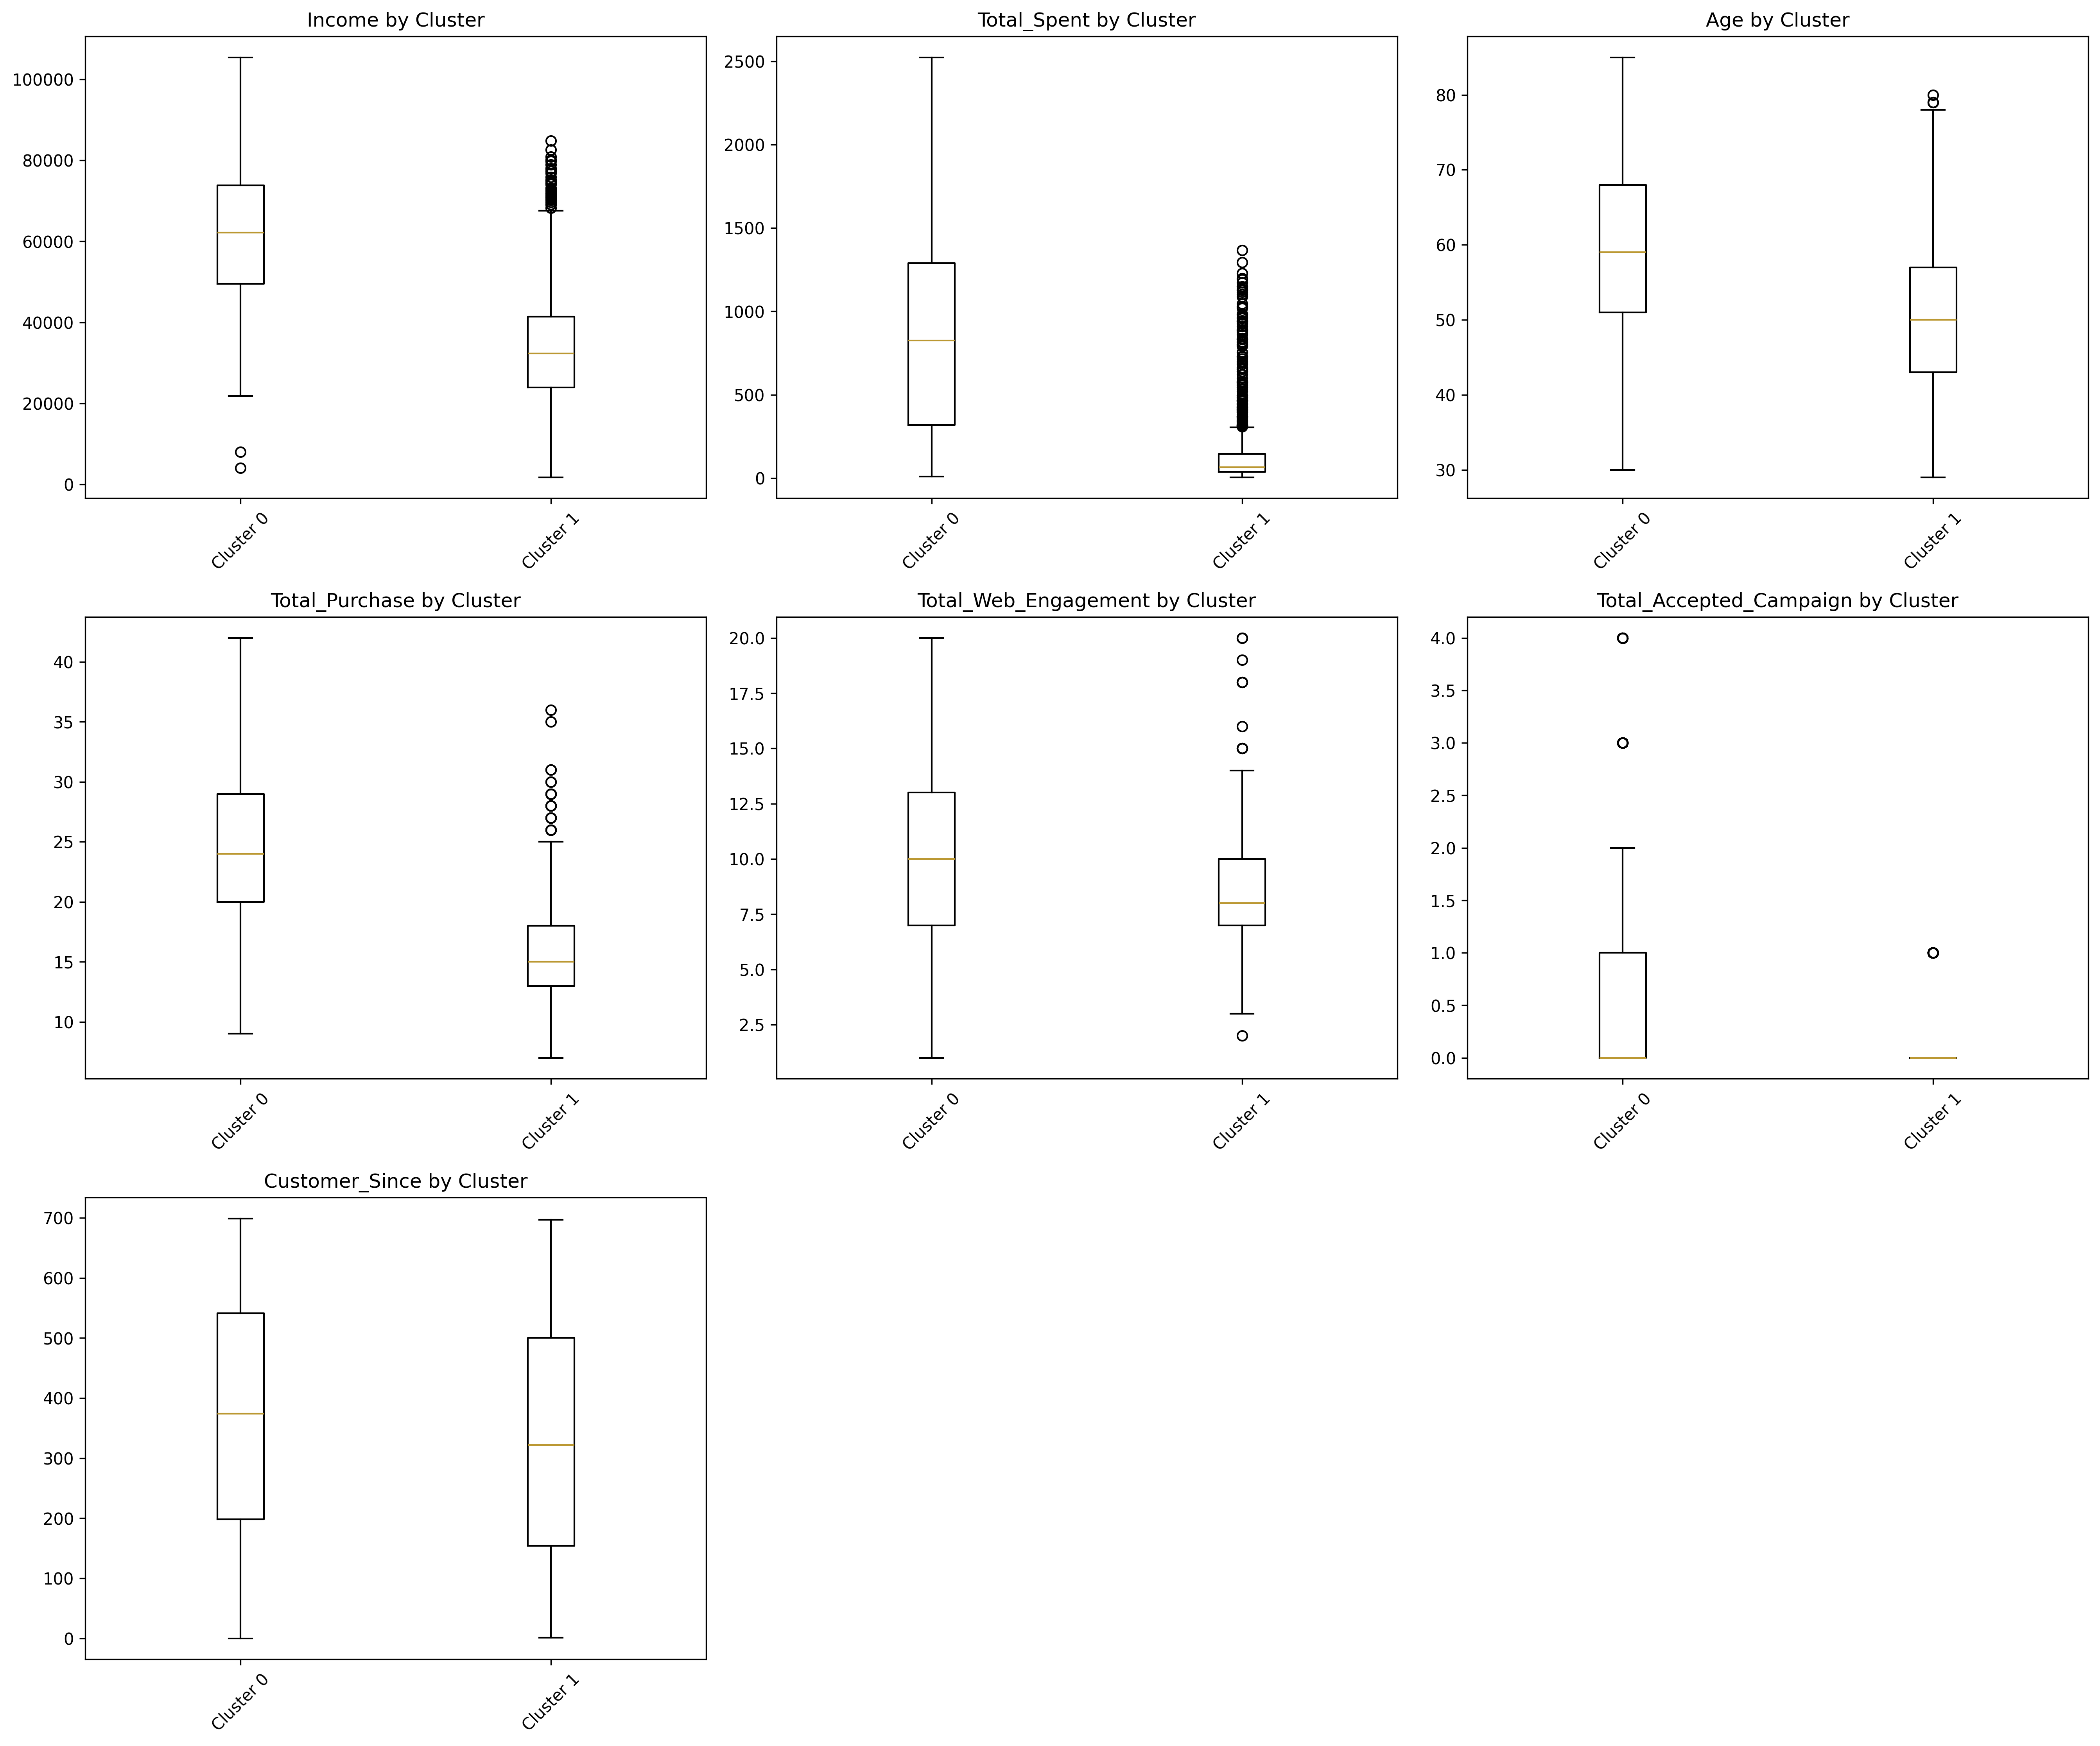 Income by Cluster
100000
80000
60000
40000
20000
0
Cluster 0
Cluster 1
Total_Spent by Cluster
2500
2000
1500
1000
500
0
Cluster 0
Cluster 1
Age by Cluster
80
70
60
50
40
30
Cluster 0
Cluster 1
Total_Purchase by Cluster
40
35
30
25
20
15
10
Cluster 0
Cluster 1
Total_Web_Engagement by Cluster
20.0
17.5
15.0
12.5
10.0
7.5
5.0
2.5
Cluster 0
Cluster 1
Total_Accepted_Campaign by Cluster
4.0
3.5
3.0
2.5
2.0
1.5
1.0
0.5
0.0
Cluster 0
Cluster 1
Customer_Since by Cluster
700
600
500
400
300
200
100
0
Cluster 0
Cluster 1